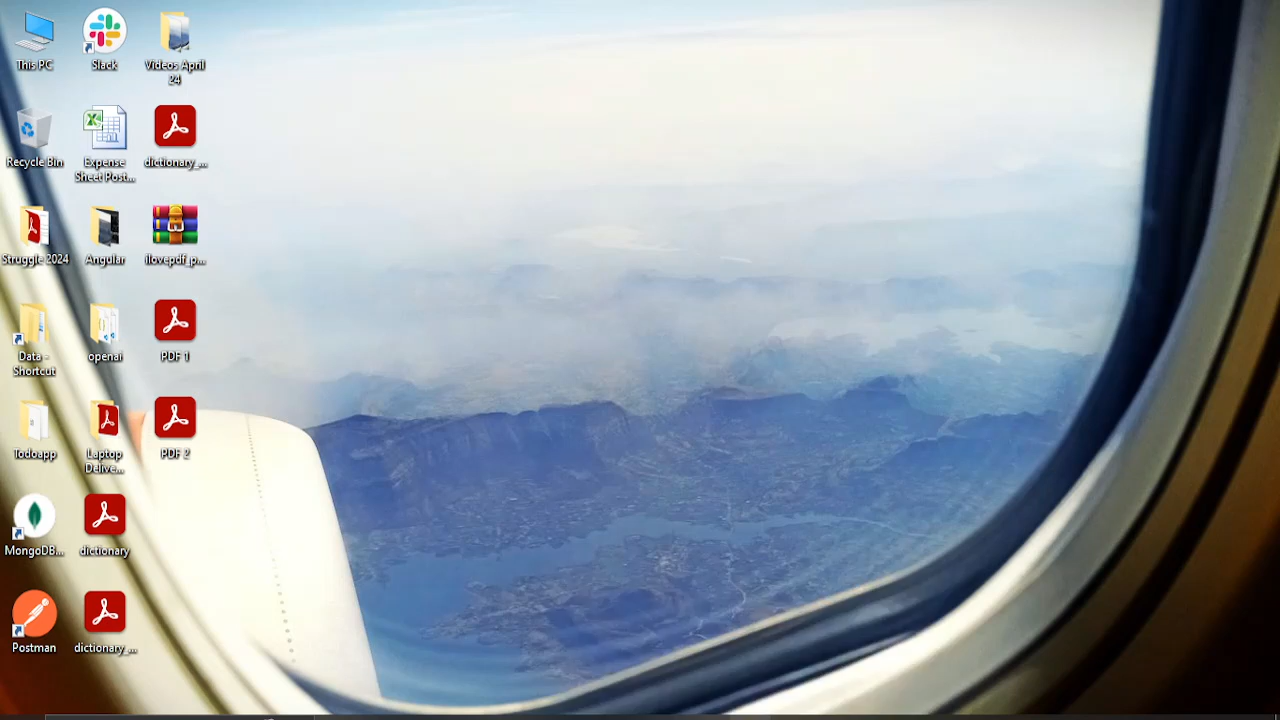 This PC
Slack
Videos April
24
Recycle Bin
Expense
Sheet Post...
dictionary_...
Struggle 2024
Angular
ilovepdf_p...
Data -
Shortcut
openai
PDF 1
Todoapp
Laptop
Delive...
PDF 2
MongoDB...
dictionary
Postman
dictionary_...